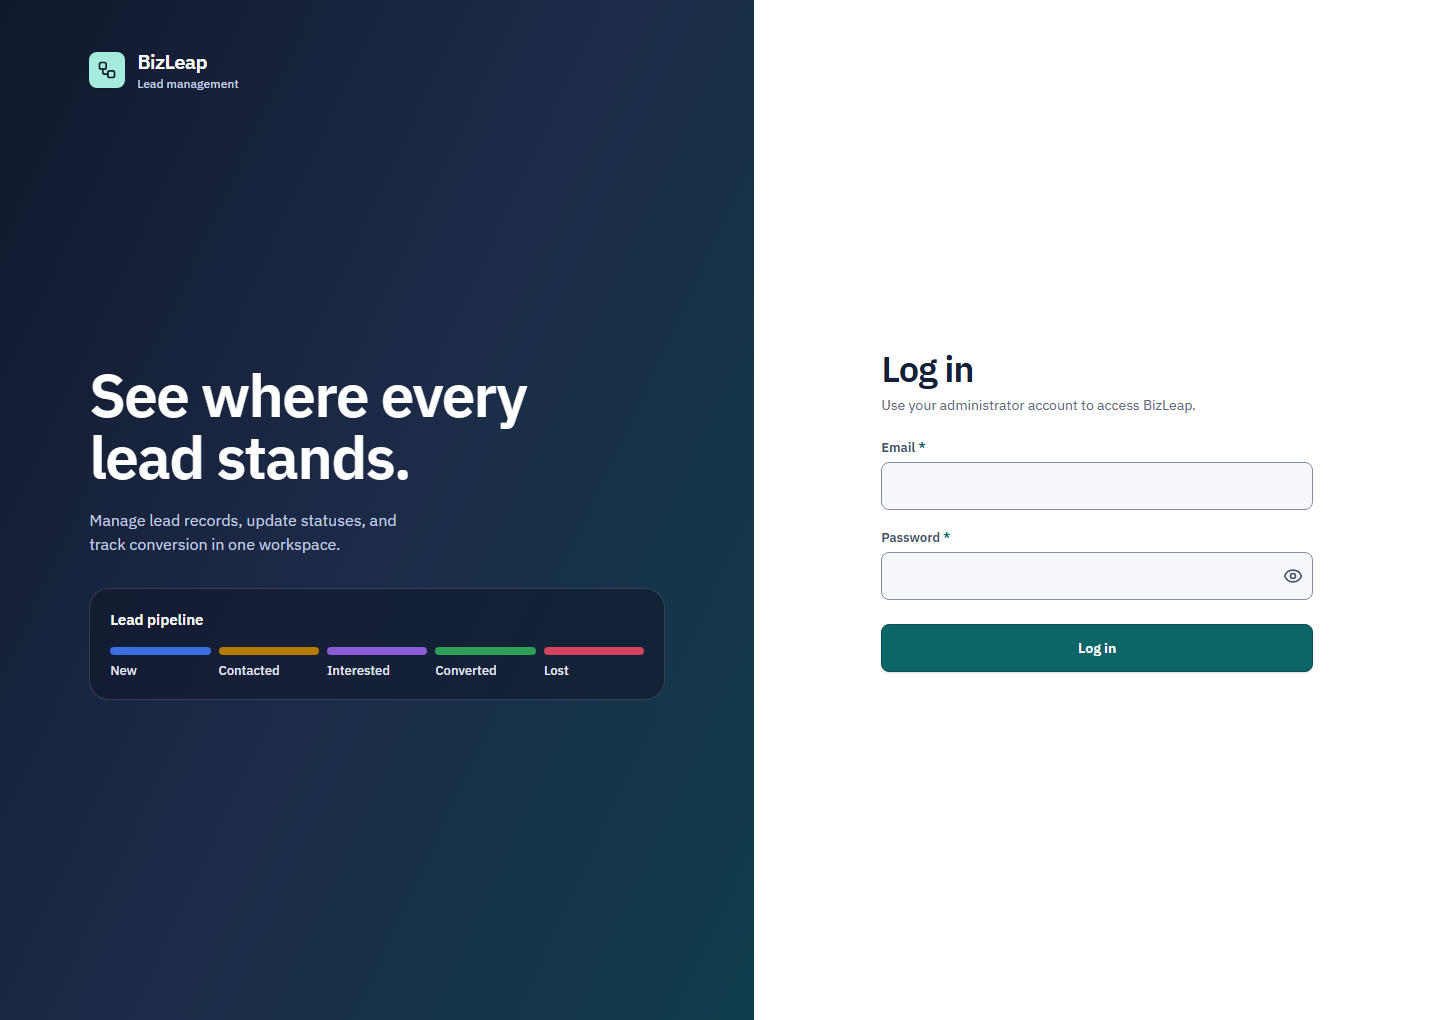 BizLeap
Lead management
See where every
lead stands.
Manage lead records, update statuses, and
track conversion in one workspace.
Lead pipeline
New
Contacted
Interested
Converted
Lost
Log in
Use your administrator account to access BizLeap.
Email *
Password *
Log in